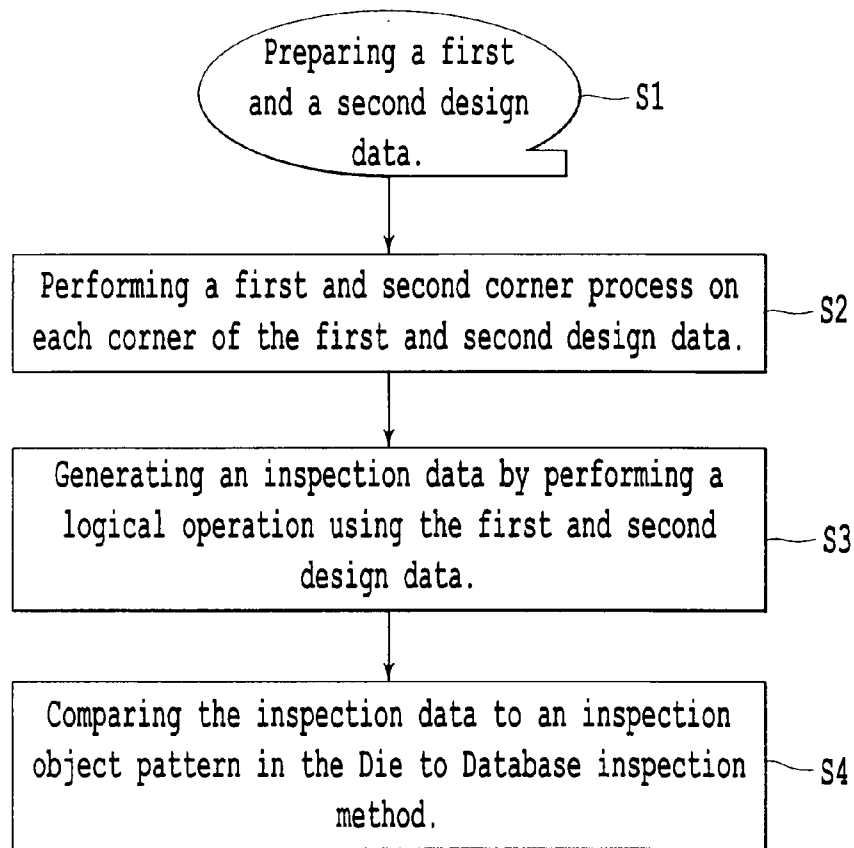 Preparing a first
and a second design
data.
S1
Performing a first and second corner process on
each corner of the first and second design data.
S2
Generating an inspection data by performing a
logical operation using the first and second
design data.
S3
Comparing the inspection data to an inspection
object pattern in the Die to Database inspection
method.
S4